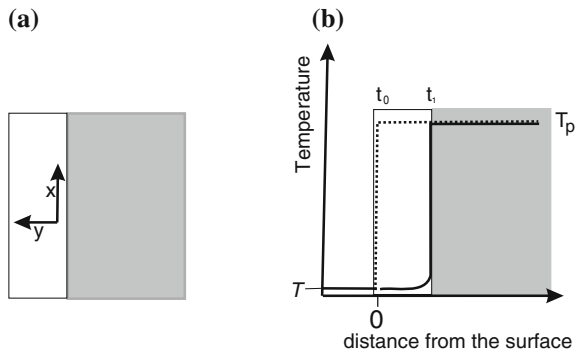 (a)
(b)
x
y
Temperature
t0
t1
Tp
T
0
distance from the surface